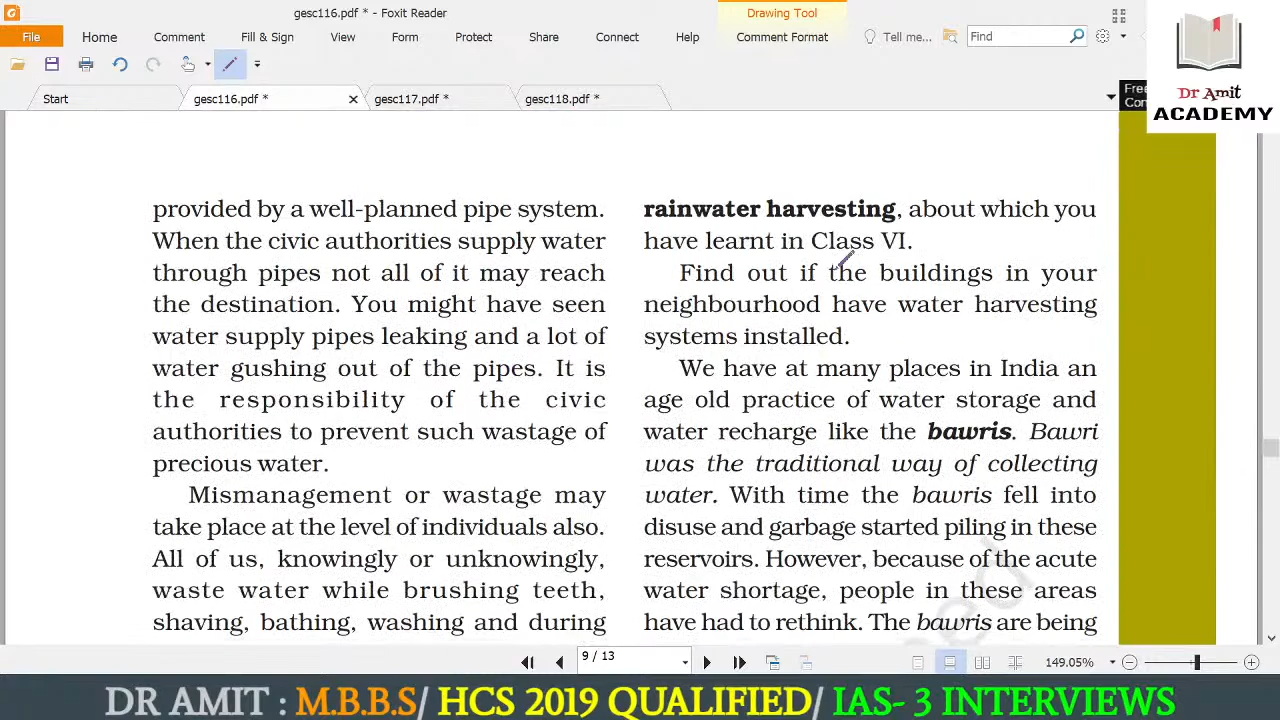 gesc116.pdf * - Foxit Reader
Drawing Tool
File
Home
Comment
Fill & Sign
View
Form
Protect
Share
Connect
Help
Comment Format
Tell me...
Find
Start
gesc116.pdf *
gesc117.pdf *
gesc118.pdf *
Dr Amit
ACADEMY
provided by a well-planned pipe system.
When the civic authorities supply water
through pipes not all of it may reach
the destination. You might have seen
water supply pipes leaking and a lot of
water gushing out of the pipes. It is
the responsibility of the civic
authorities to prevent such wastage of
precious water.
Mismanagement or wastage may
take place at the level of individuals also.
All of us, knowingly or unknowingly,
waste water while brushing teeth,
shaving, bathing, washing and during
rainwater harvesting, about which you
have learnt in Class VI.
Find out if the buildings in your
neighbourhood have water harvesting
systems installed.
We have at many places in India an
age old practice of water storage and
water recharge like the bawris. Bawri
was the traditional way of collecting
water. With time the bawris fell into
disuse and garbage started piling in these
reservoirs. However, because of the acute
water shortage, people in these areas
have had to rethink. The bawris are being
9 / 13
149.05%
DR AMIT : M.B.B.S/ HCS 2019 QUALIFIED/ IAS- 3 INTERVIEWS